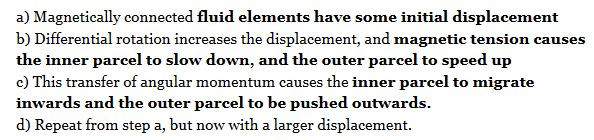 a) Magnetically connected fluid elements have some initial displacement
b) Differential rotation increases the displacement, and magnetic tension causes
the inner parcel to slow down, and the outer parcel to speed up
c) This transfer of angular momentum causes the inner parcel to migrate
inwards and the outer parcel to be pushed outwards.
d) Repeat from step a, but now with a larger displacement.